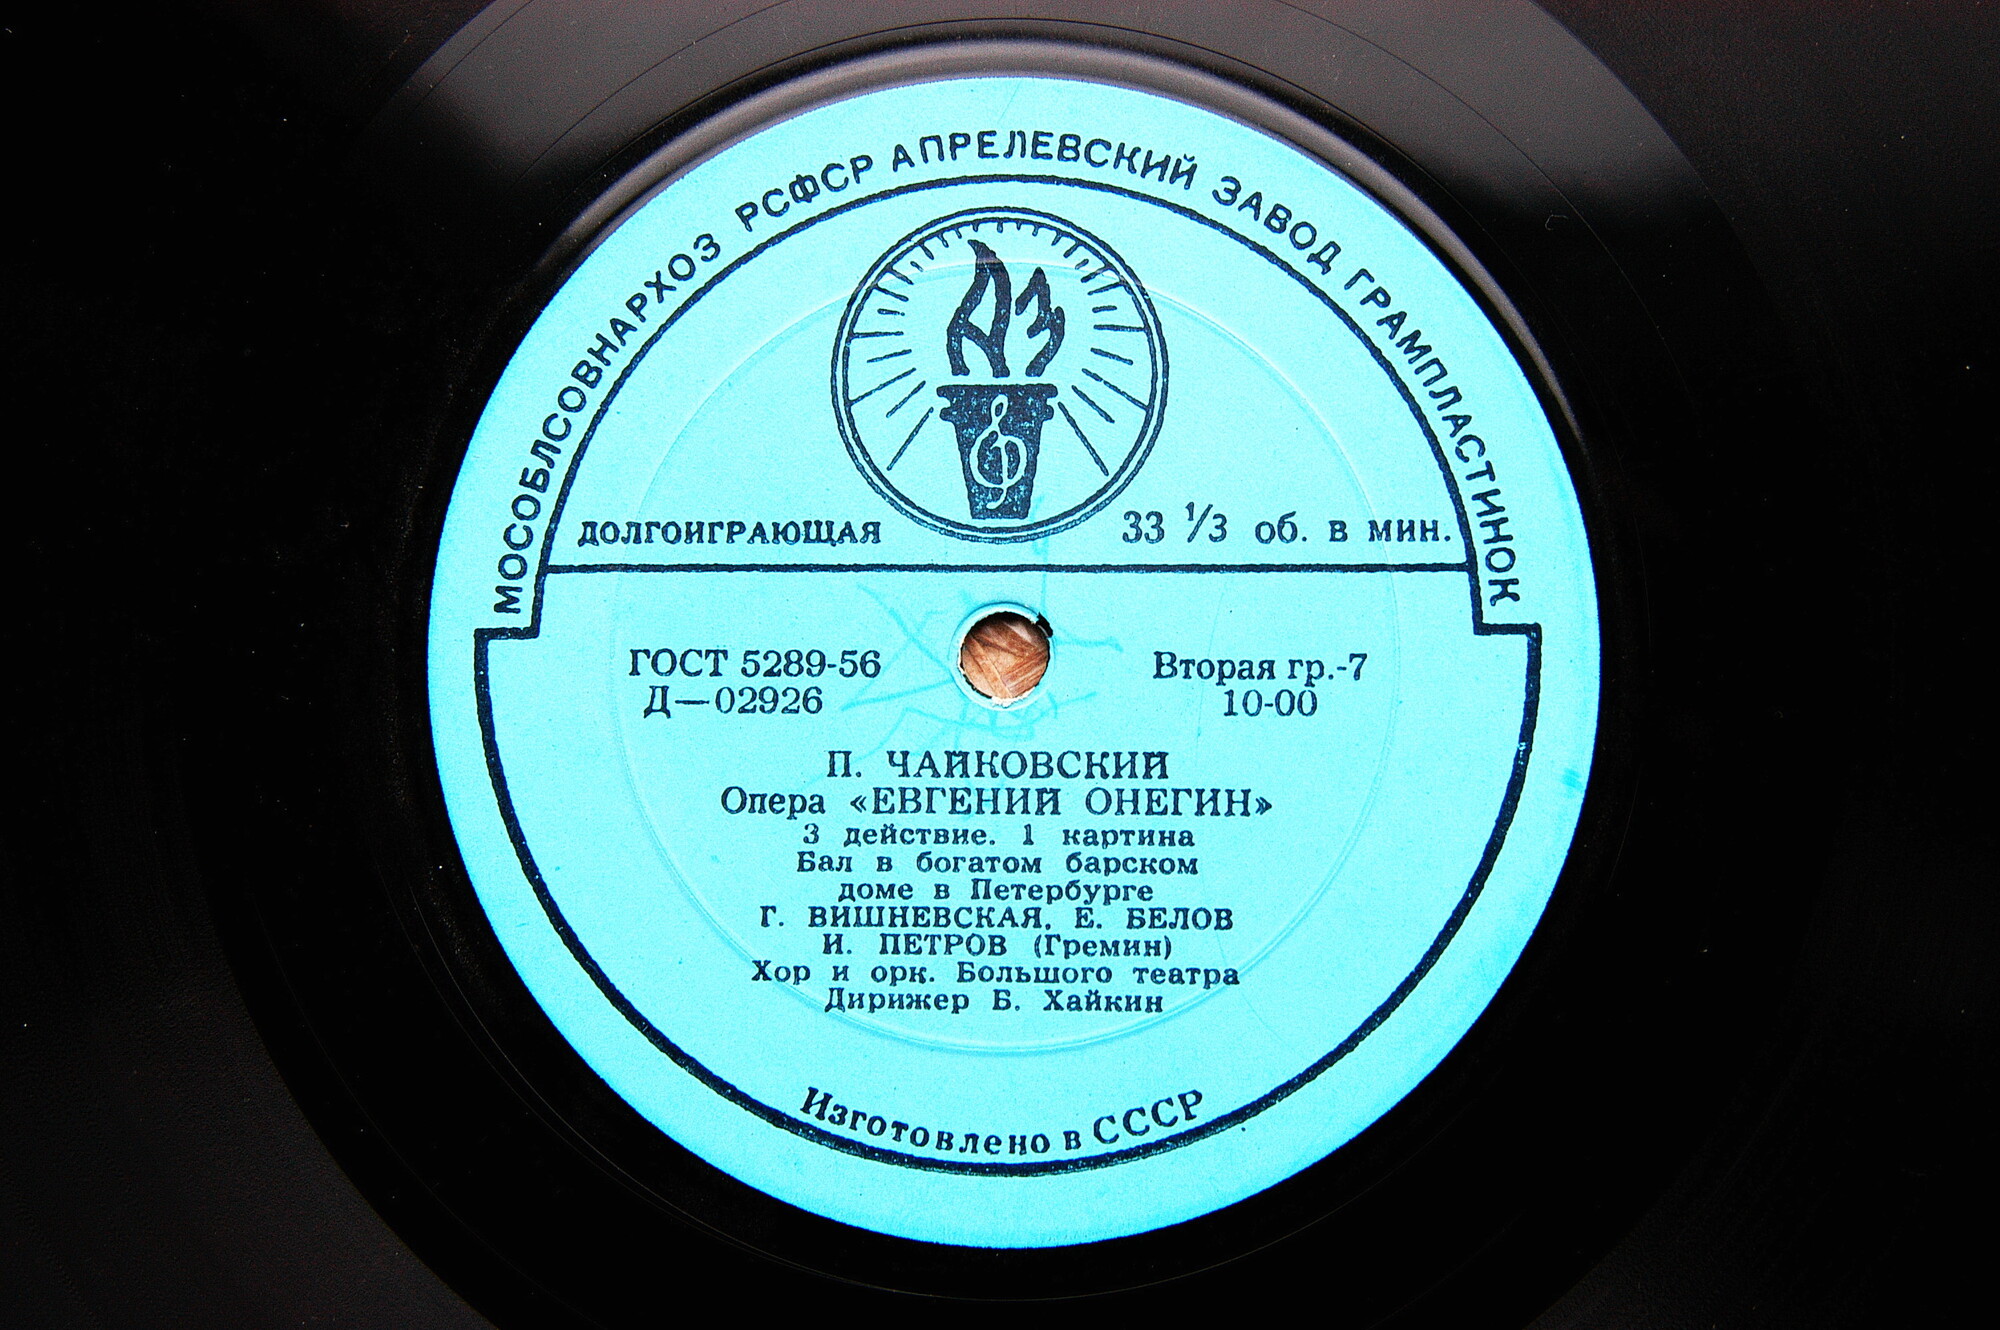 МОСОБЛСОВНАРХОЗ РСФСР АПРЕЛЕВСКИЙ ЗАВОД ГРАМПЛАСТИНОК
АЗ
ДОЛГОИГРАЮЩАЯ 33 1/3 об. в мин.
ГОСТ 5289-56 Вторая гр.-7
Д—02926 10-00
П. ЧАЙКОВСКИЙ
Опера «ЕВГЕНИЙ ОНЕГИН»
3 действие. 1 картина
Бал в богатом барском
доме в Петербурге
Г. ВИШНЕВСКАЯ, Е. БЕЛОВ
И. ПЕТРОВ (Гремин)
Хор и орк. Большого театра
Дирижер Б. Хайкин
Изготовлено в СССР